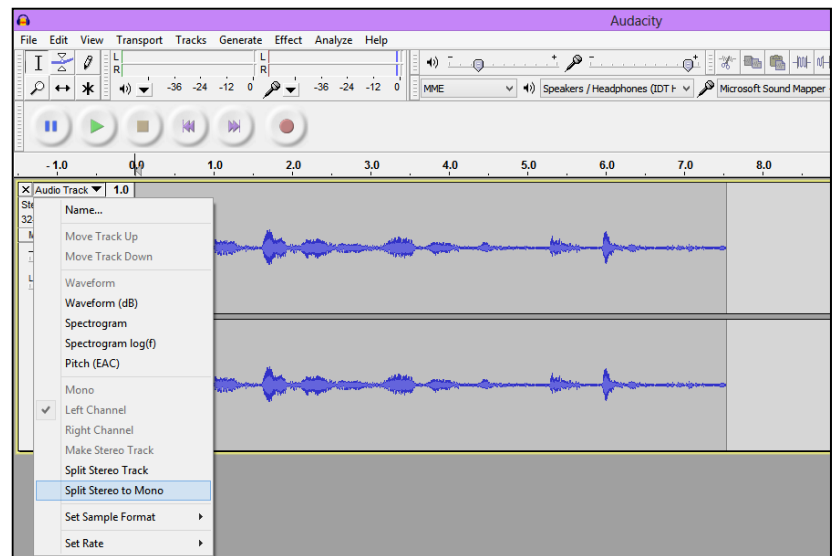 Audacity
File Edit View Transport Tracks Generate Effect Analyze Help
L
R
L
R
-36 -24 -12 0
-36 -24 -12 0
MME
Speakers / Headphones (IDT H
Microsoft Sound Mapper
- 1.0 0.0 1.0 2.0 3.0 4.0 5.0 6.0 7.0 8.0
X Audio Track 1.0
Ste
32-
M
L
Name...
Move Track Up
Move Track Down
Waveform
Waveform (dB)
Spectrogram
Spectrogram log(f)
Pitch (EAC)
Mono
Left Channel
Right Channel
Make Stereo Track
Split Stereo Track
Split Stereo to Mono
Set Sample Format
Set Rate